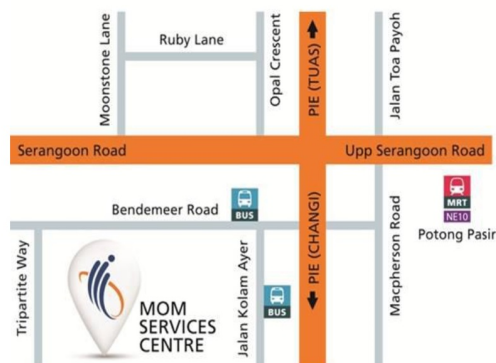 Moonstone Lane
Ruby Lane
Opal Crescent
PIE (TUAS)
Jalan Toa Payoh
Serangoon Road
Upp Serangoon Road
MRT
NE10
Potong Pasir
BUS
Bendemeer Road
Tripartite Way
MOM
SERVICES
CENTRE
Jalan Kolam Ayer
BUS
PIE (CHANGI)
Macpherson Road